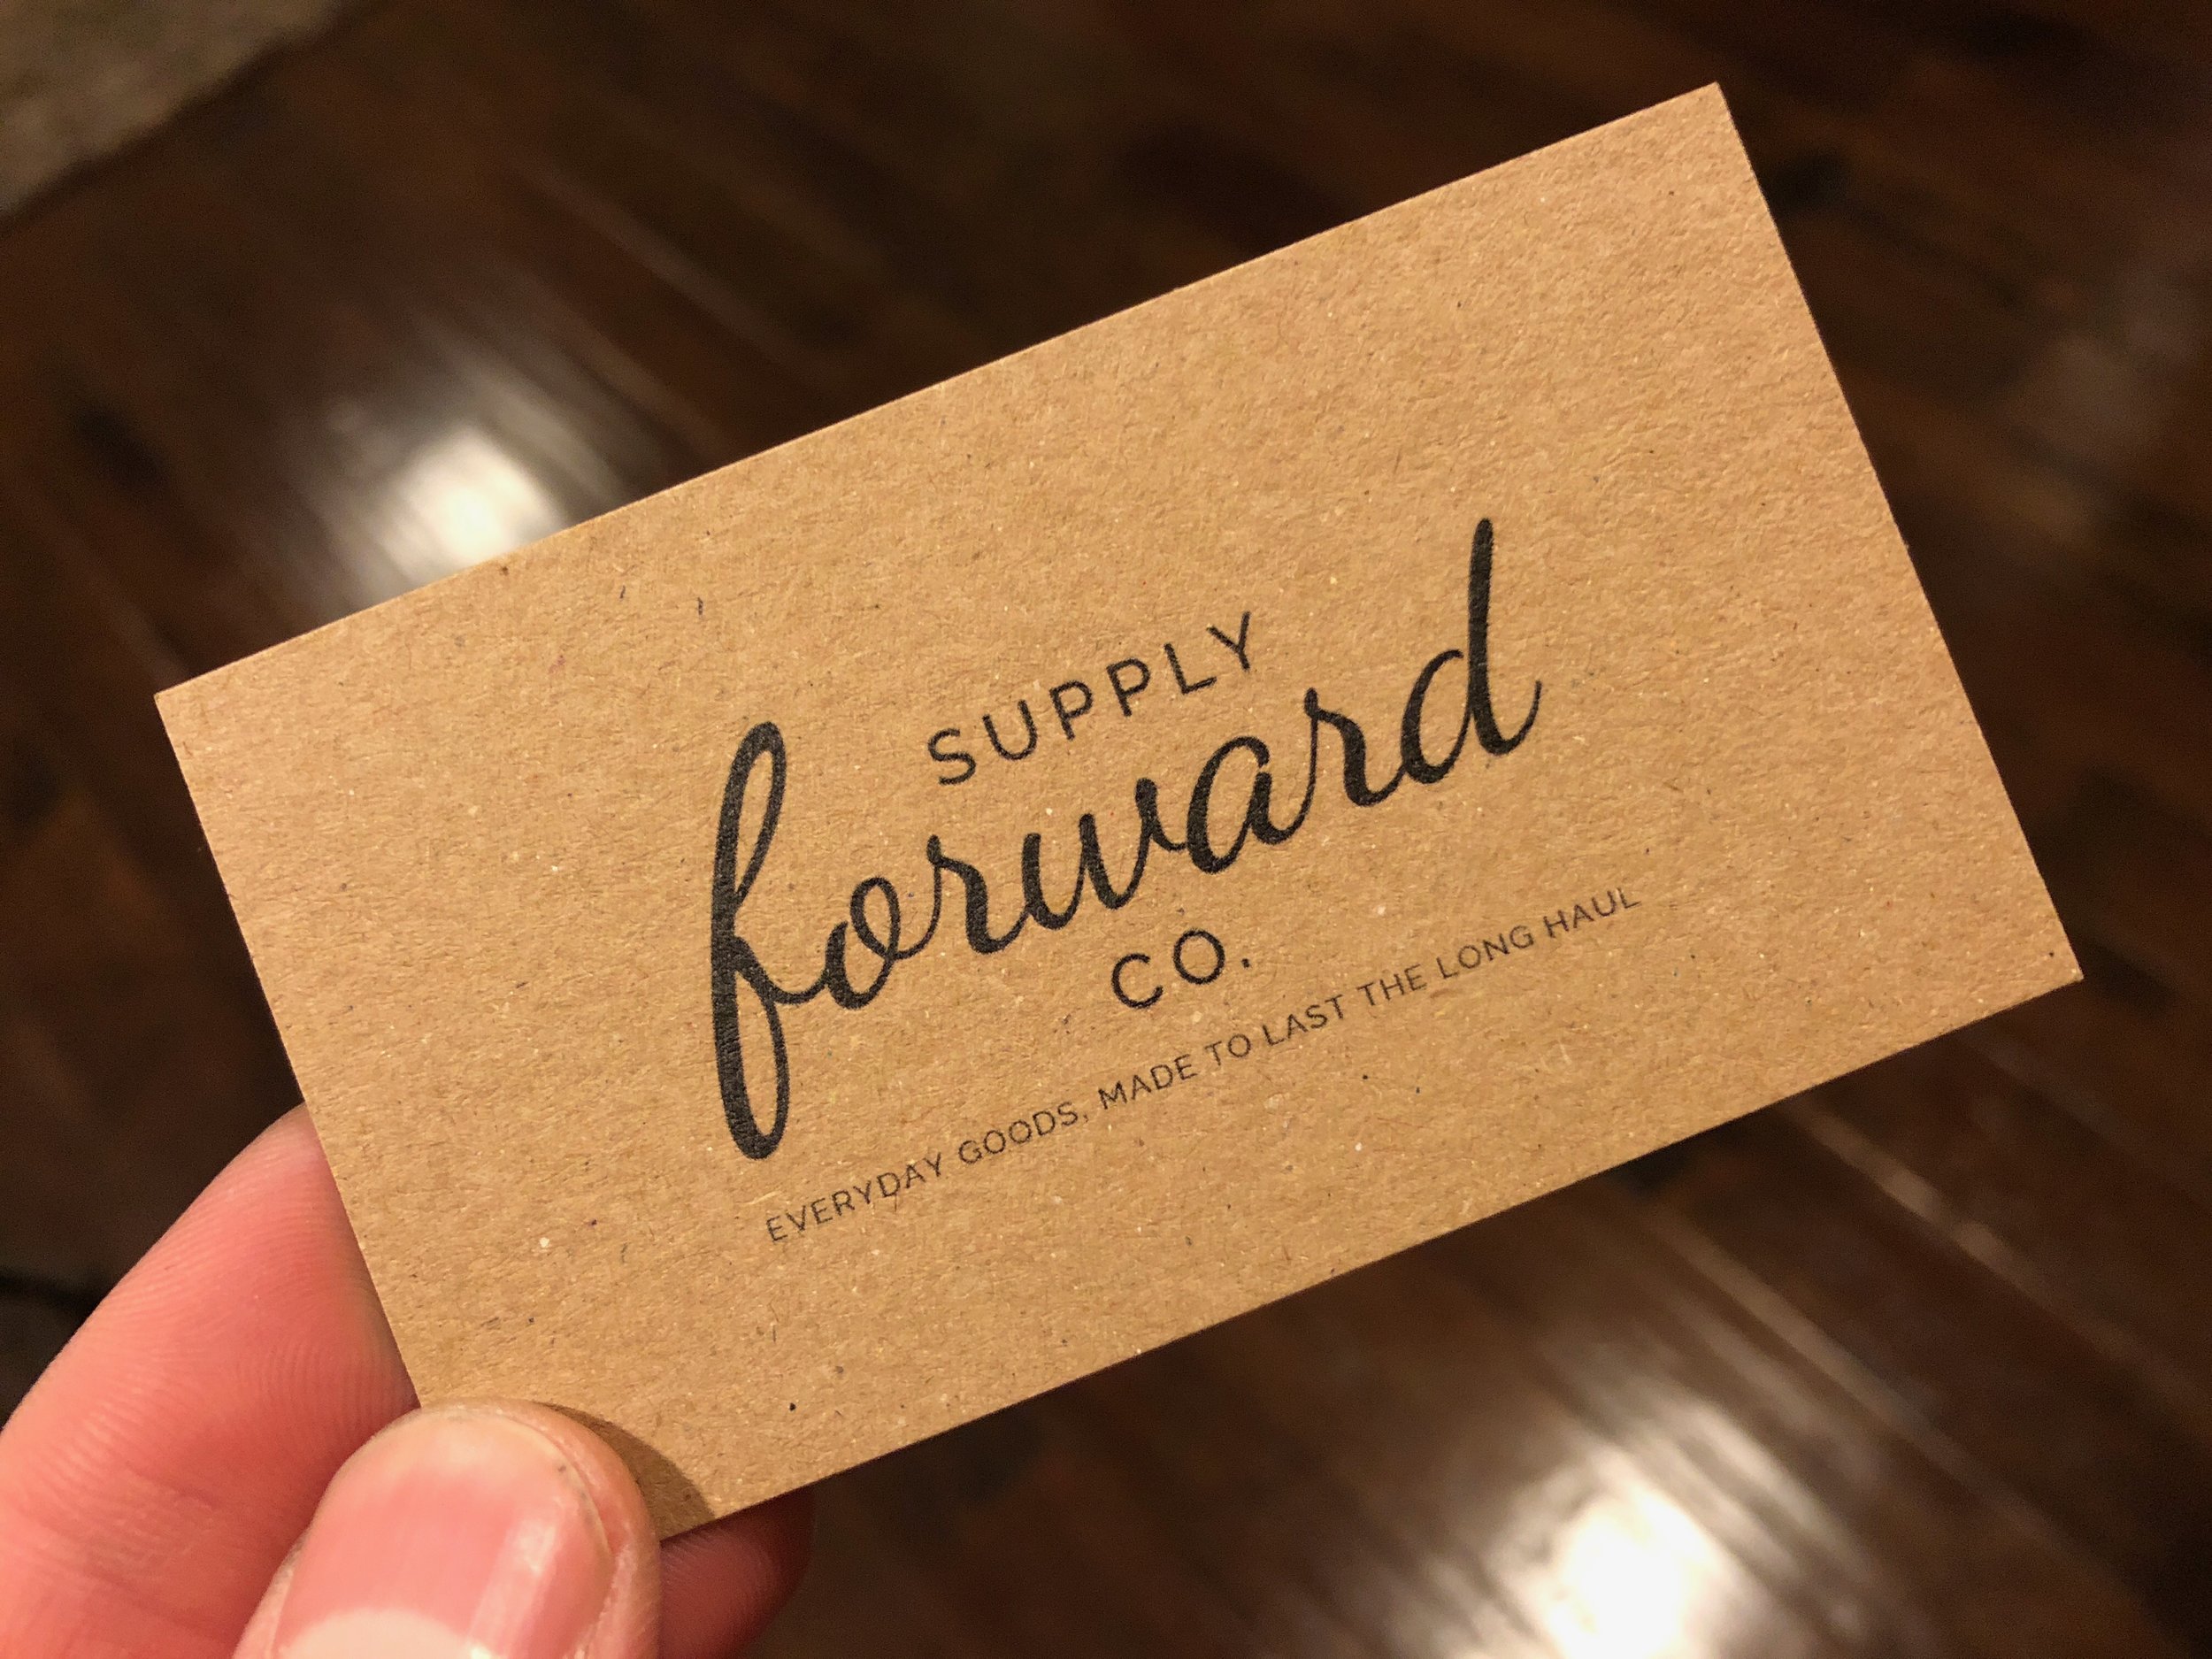 SUPPLY
forward
CO.
EVERYDAY GOODS, MADE TO LAST THE LONG HAUL